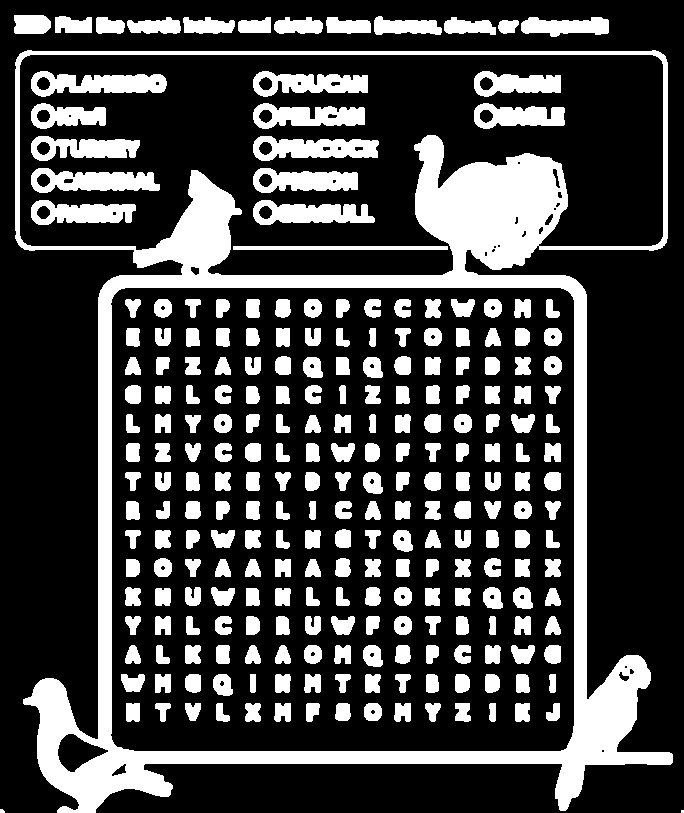 Find the words below and circle them (across, down, or diagonal)!
FLAMINGO TOUCAN SWAN
KIWI PELICAN EAGLE
TURKEY PEACOCK
CARDINAL PIGEON
PARROT SEAGULL
Y O T P E S O P C C X W O M L
E U R E B N U L I T O R A D O
A F Z A U G Q R Q G N F D X O
G N L C B R C I Z R E F K M Y
L M Y O F L A M I N G O F W L
E Z V C G L R W D F T P N L M
T U R K E Y D Y Q F G E U K G
R J S P E L I C A N Z G V O Y
T K P W K L N G T Q A U B D L
D O Y A A M A S X E P X C K X
K N U W R N L L S O K K Q Q A
Y M L C D R U W F O T B I M A
A L K E A A O M Q S P C N W G
W M G Q I N M T K T B D D R I
N T V L X M F S O M Y Z I K J